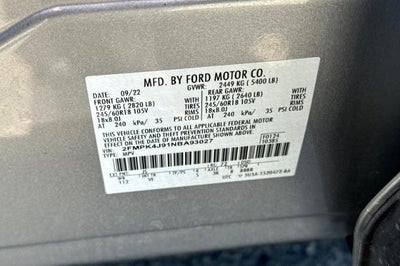 MFD. BY FORD MOTOR CO.
09/22 GVWR: 2449 KG ( 5400 LB)
FRONT GAWR: REAR GAWR:
1279 KG ( 2820 LB) 1197 KG ( 2640 LB)
245/60R18 105V TIRES 245/60R18 105V TIRES
18x8.0J RIMS 18x8.0J RIMS
AT 240 kPa/ 35 PSI COLD AT 240 kPa/ 35 PSI COLD
THIS VEHICLE CONFORMS TO ALL APPLICABLE FEDERAL MOTOR
VEHICLE SAFETY AND THEFT PREVENTION STANDARDS IN
EFFECT ON THE DATE OF MANUFACTURE SHOWN ABOVE.
VIN: 2FMPK4J91NBA93027 F0124
TYPE: MPV T0385
UTC